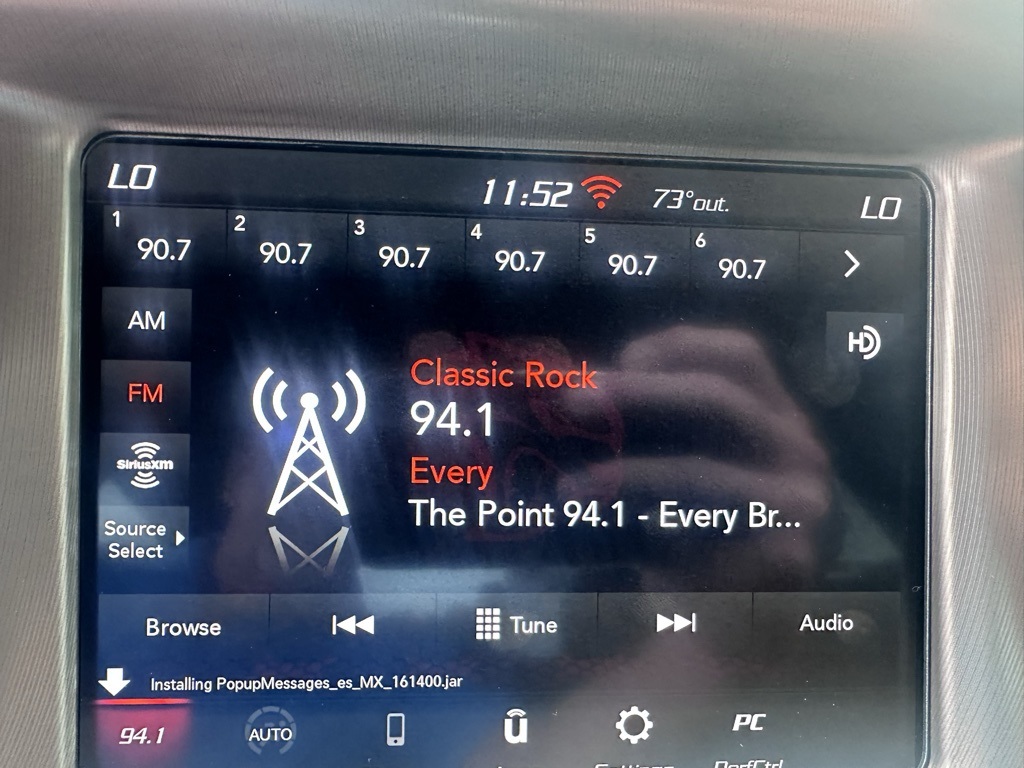 LO 11:52 73°out. LO
1 2 3 4 5 6
90.7 90.7 90.7 90.7 90.7 90.7
AM
HD
Classic Rock
FM
94.1
SiriusXM
Every
The Point 94.1 - Every Br...
Source
Select
Browse Tune Audio
Installing PopupMessages_es_MX_161400.jar
94.1 AUTO u PC